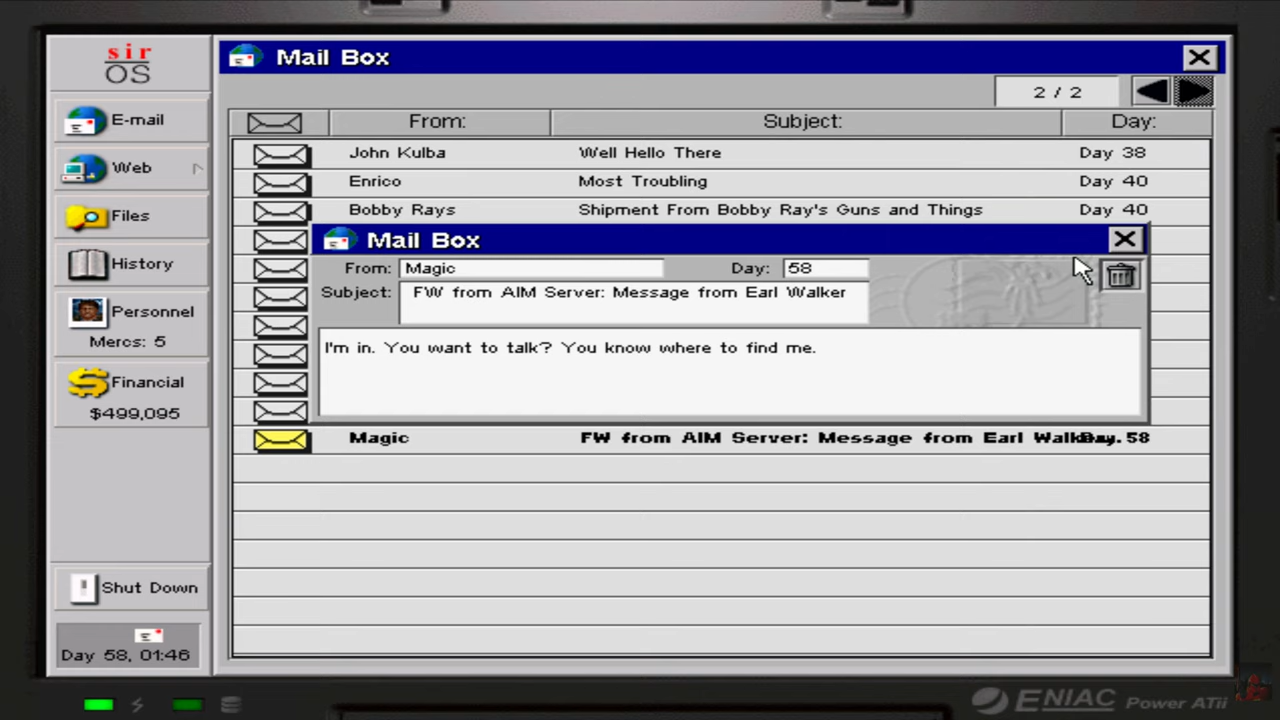 sir
OS
Mail Box
E-mail
2 / 2
From:
Subject:
Day:
John Kulba
Well Hello There
Day 38
Web
Enrico
Most Troubling
Day 40
Files
Bobby Rays
Shipment From Bobby Ray's Guns and Things
Day 40
Mail Box
History
From:
Magic
Day:
58
Subject:
FW from AIM Server: Message from Earl Walker
Personnel
Mercs: 5
I'm in. You want to talk? You know where to find me.
Financial
$499,095
Magic
FW from AIM Server: Message from Earl
Day 58
Shut Down
Day 58, 01:46
ENIAC Power ATii